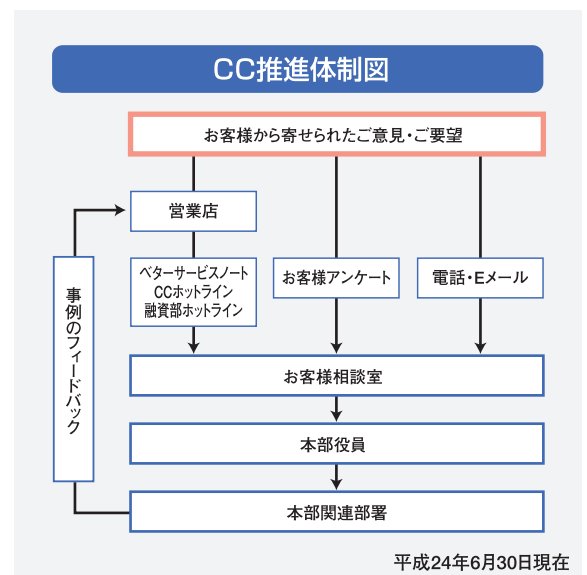 CC推進体制図
お客様から寄せられたご意見・ご要望
営業店
ベターサービスノート
CCホットライン
融資部ホットライン
お客様アンケート
電話・Eメール
事例のフィードバック
お客様相談室
本部役員
本部関連部署
平成24年6月30日現在